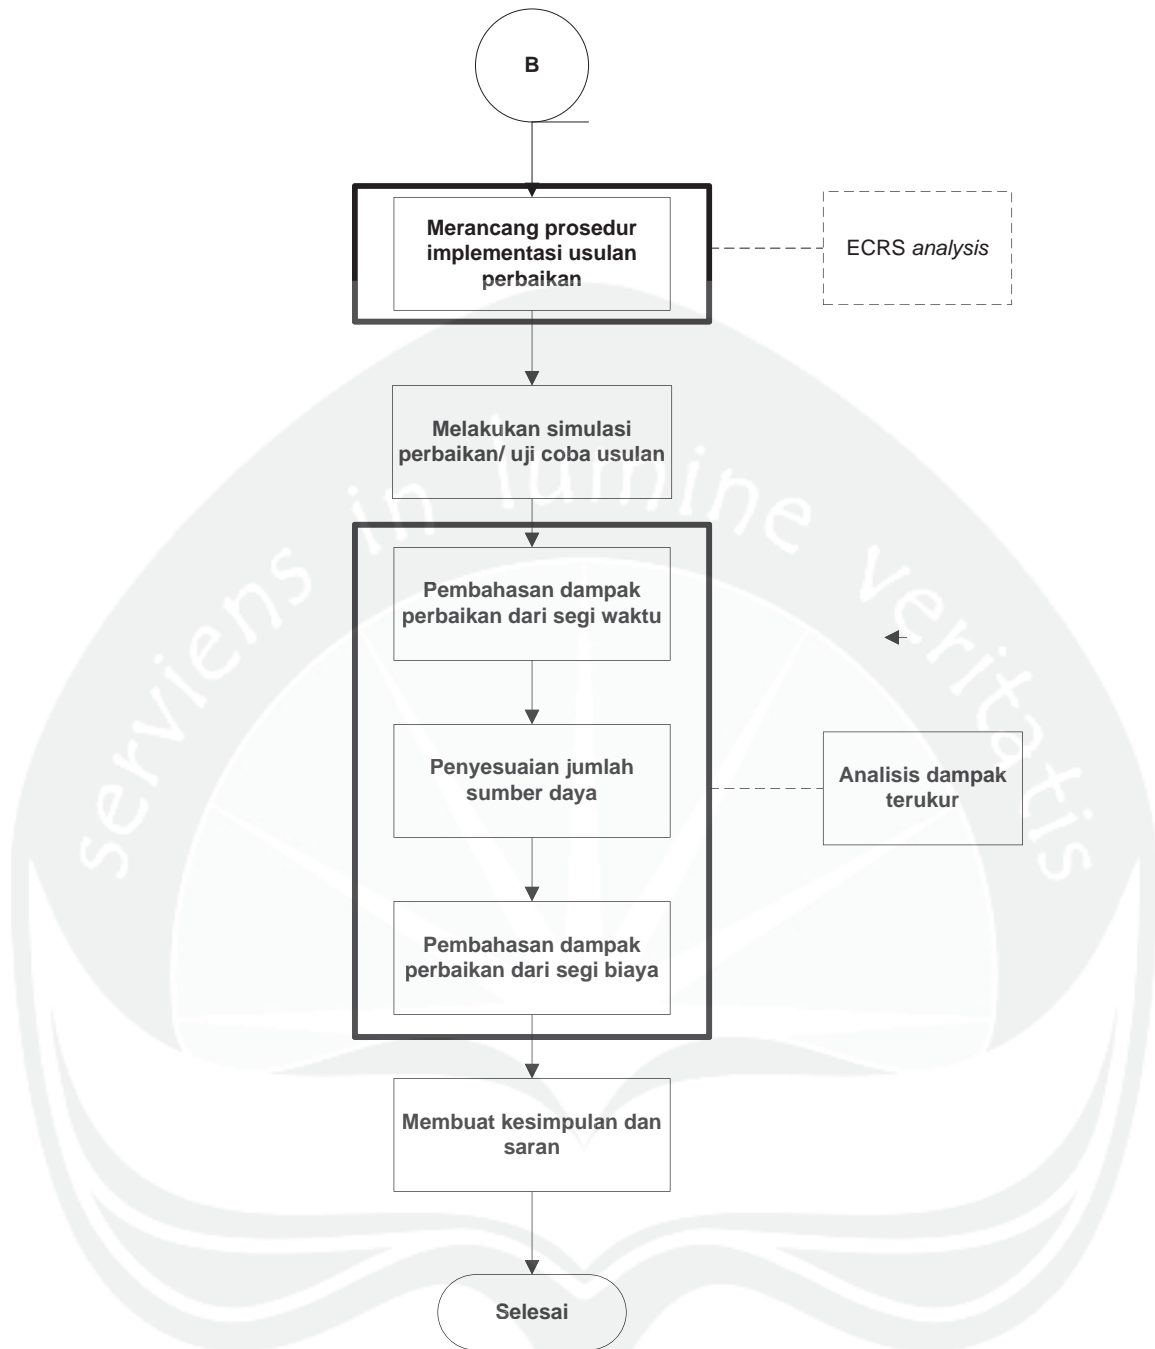 B
Merancang prosedur
implementasi usulan
perbaikan
ECRS analysis
Melakukan simulasi
perbaikan/ uji coba usulan
serviens in lumine veritatis
Pembahasan dampak
perbaikan dari segi waktu
Penyesuaian jumlah
sumber daya
Analisis dampak
terukur
Pembahasan dampak
perbaikan dari segi biaya
Membuat kesimpulan dan
saran
Selesai